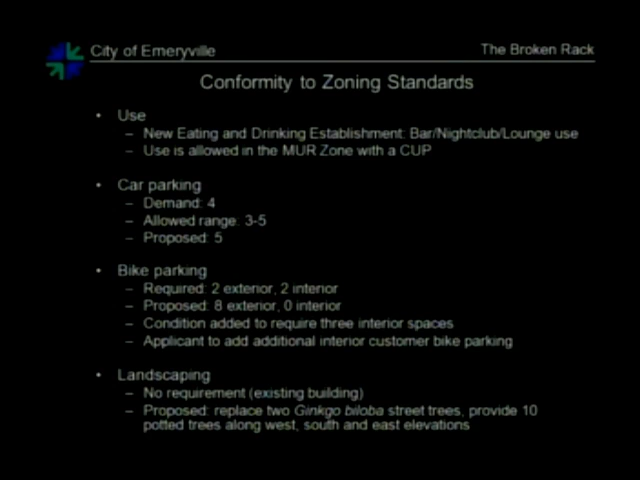 City of Emeryville
The Broken Rack
Conformity to Zoning Standards
• Use
– New Eating and Drinking Establishment: Bar/Nightclub/Lounge use
– Use is allowed in the MUR Zone with a CUP
• Car parking
– Demand: 4
– Allowed range: 3-5
– Proposed: 5
• Bike parking
– Required: 2 exterior, 2 interior
– Proposed: 8 exterior, 0 interior
– Condition added to require three interior spaces
– Applicant to add additional interior customer bike parking
• Landscaping
– No requirement (existing building)
– Proposed: replace two Ginkgo biloba street trees, provide 10
potted trees along west, south and east elevations